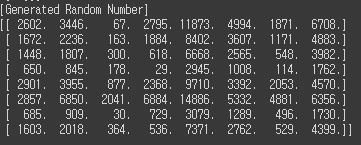 [Generated Random Number]
[[ 2602.  3446.    67.  2795. 11873.  4994.  1871.  6708.]
 [ 1672.  2236.   163.  1884.  8402.  3607.  1171.  4883.]
 [ 1448.  1807.   300.   618.  6668.  2565.   548.  3982.]
 [  650.   845.   178.    29.  2945.  1008.   114.  1762.]
 [ 2901.  3955.   877.  2368.  9710.  3392.  2053.  4570.]
 [ 2857.  6850.  2041.  6884. 14886.  5332.  4881.  6356.]
 [  685.   909.    30.   729.  3079.  1289.   496.  1730.]
 [ 1603.  2018.   364.   536.  7371.  2762.   529.  4399.]]